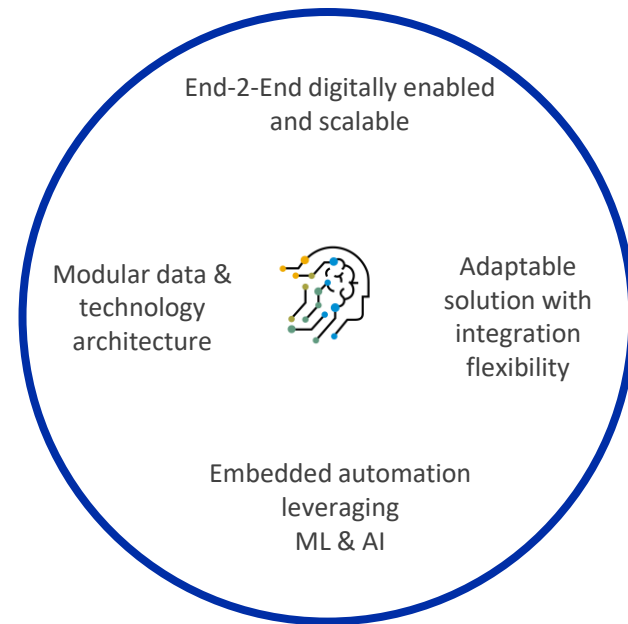 End-2-End digitally enabled
and scalable
Modular data &
technology
architecture
Adaptable
solution with
integration
flexibility
Embedded automation
leveraging
ML & AI